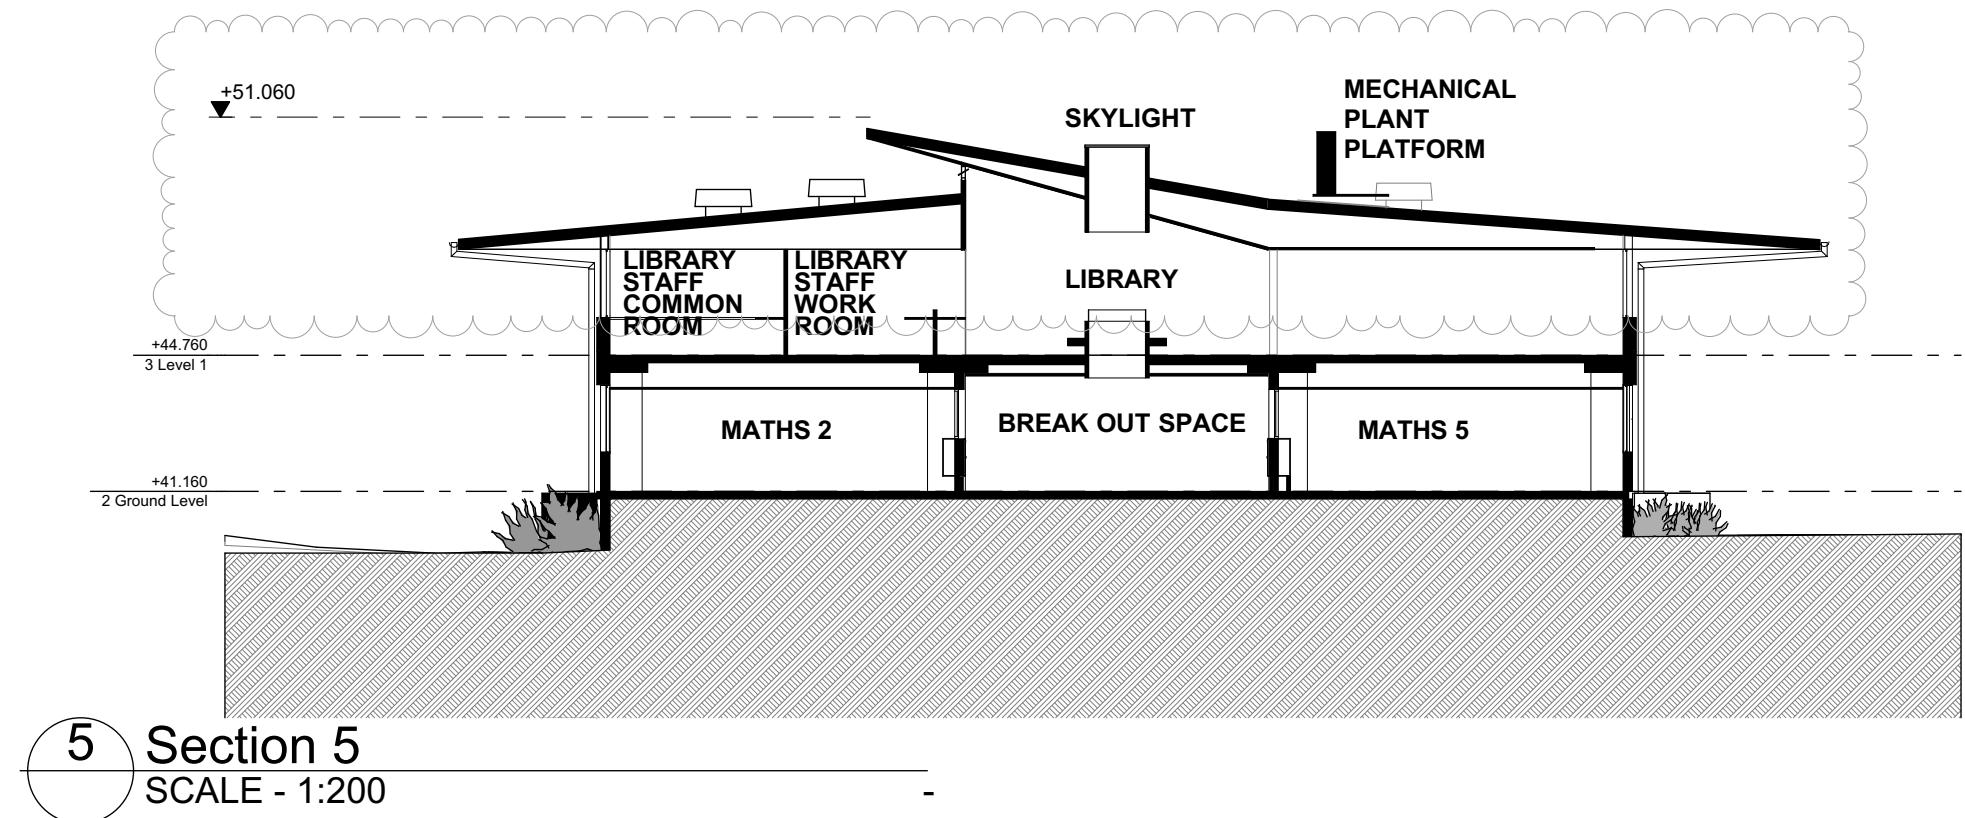 +51.060
SKYLIGHT
MECHANICAL
PLANT
PLATFORM
LIBRARY
STAFF
COMMON
ROOM
LIBRARY
STAFF
WORK
ROOM
LIBRARY
+44.760
3 Level 1
MATHS 2
BREAK OUT SPACE
MATHS 5
+41.160
2 Ground Level
5
Section 5
SCALE - 1:200
-